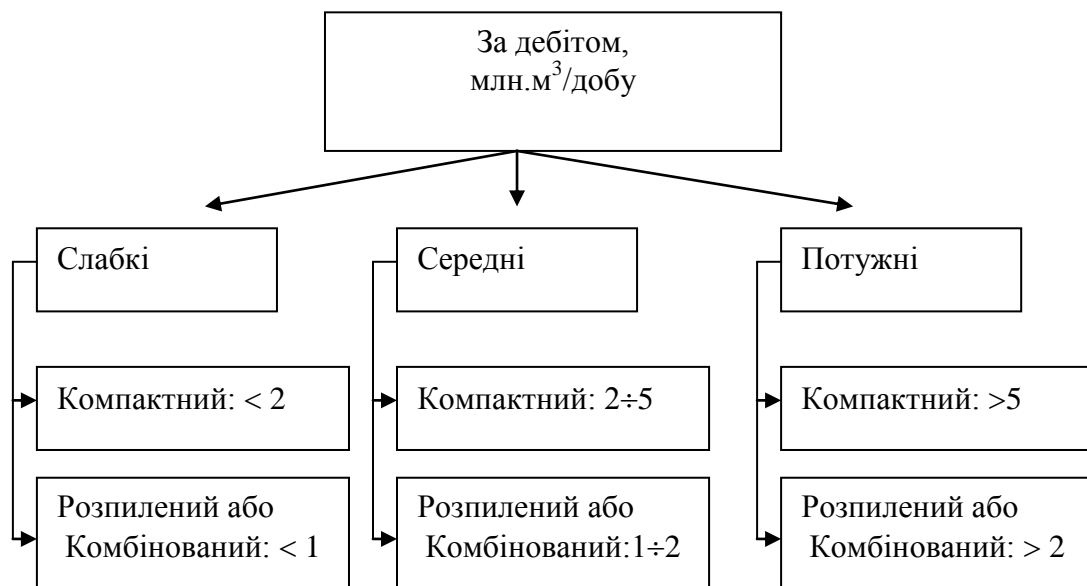 За дебітом,
млн.м³/добу
Слабкі
Середні
Потужні
Компактний: < 2
Компактний: 2÷5
Компактний: >5
Розпилений або
Комбінований: < 1
Розпилений або
Комбінований:1÷2
Розпилений або
Комбінований: > 2